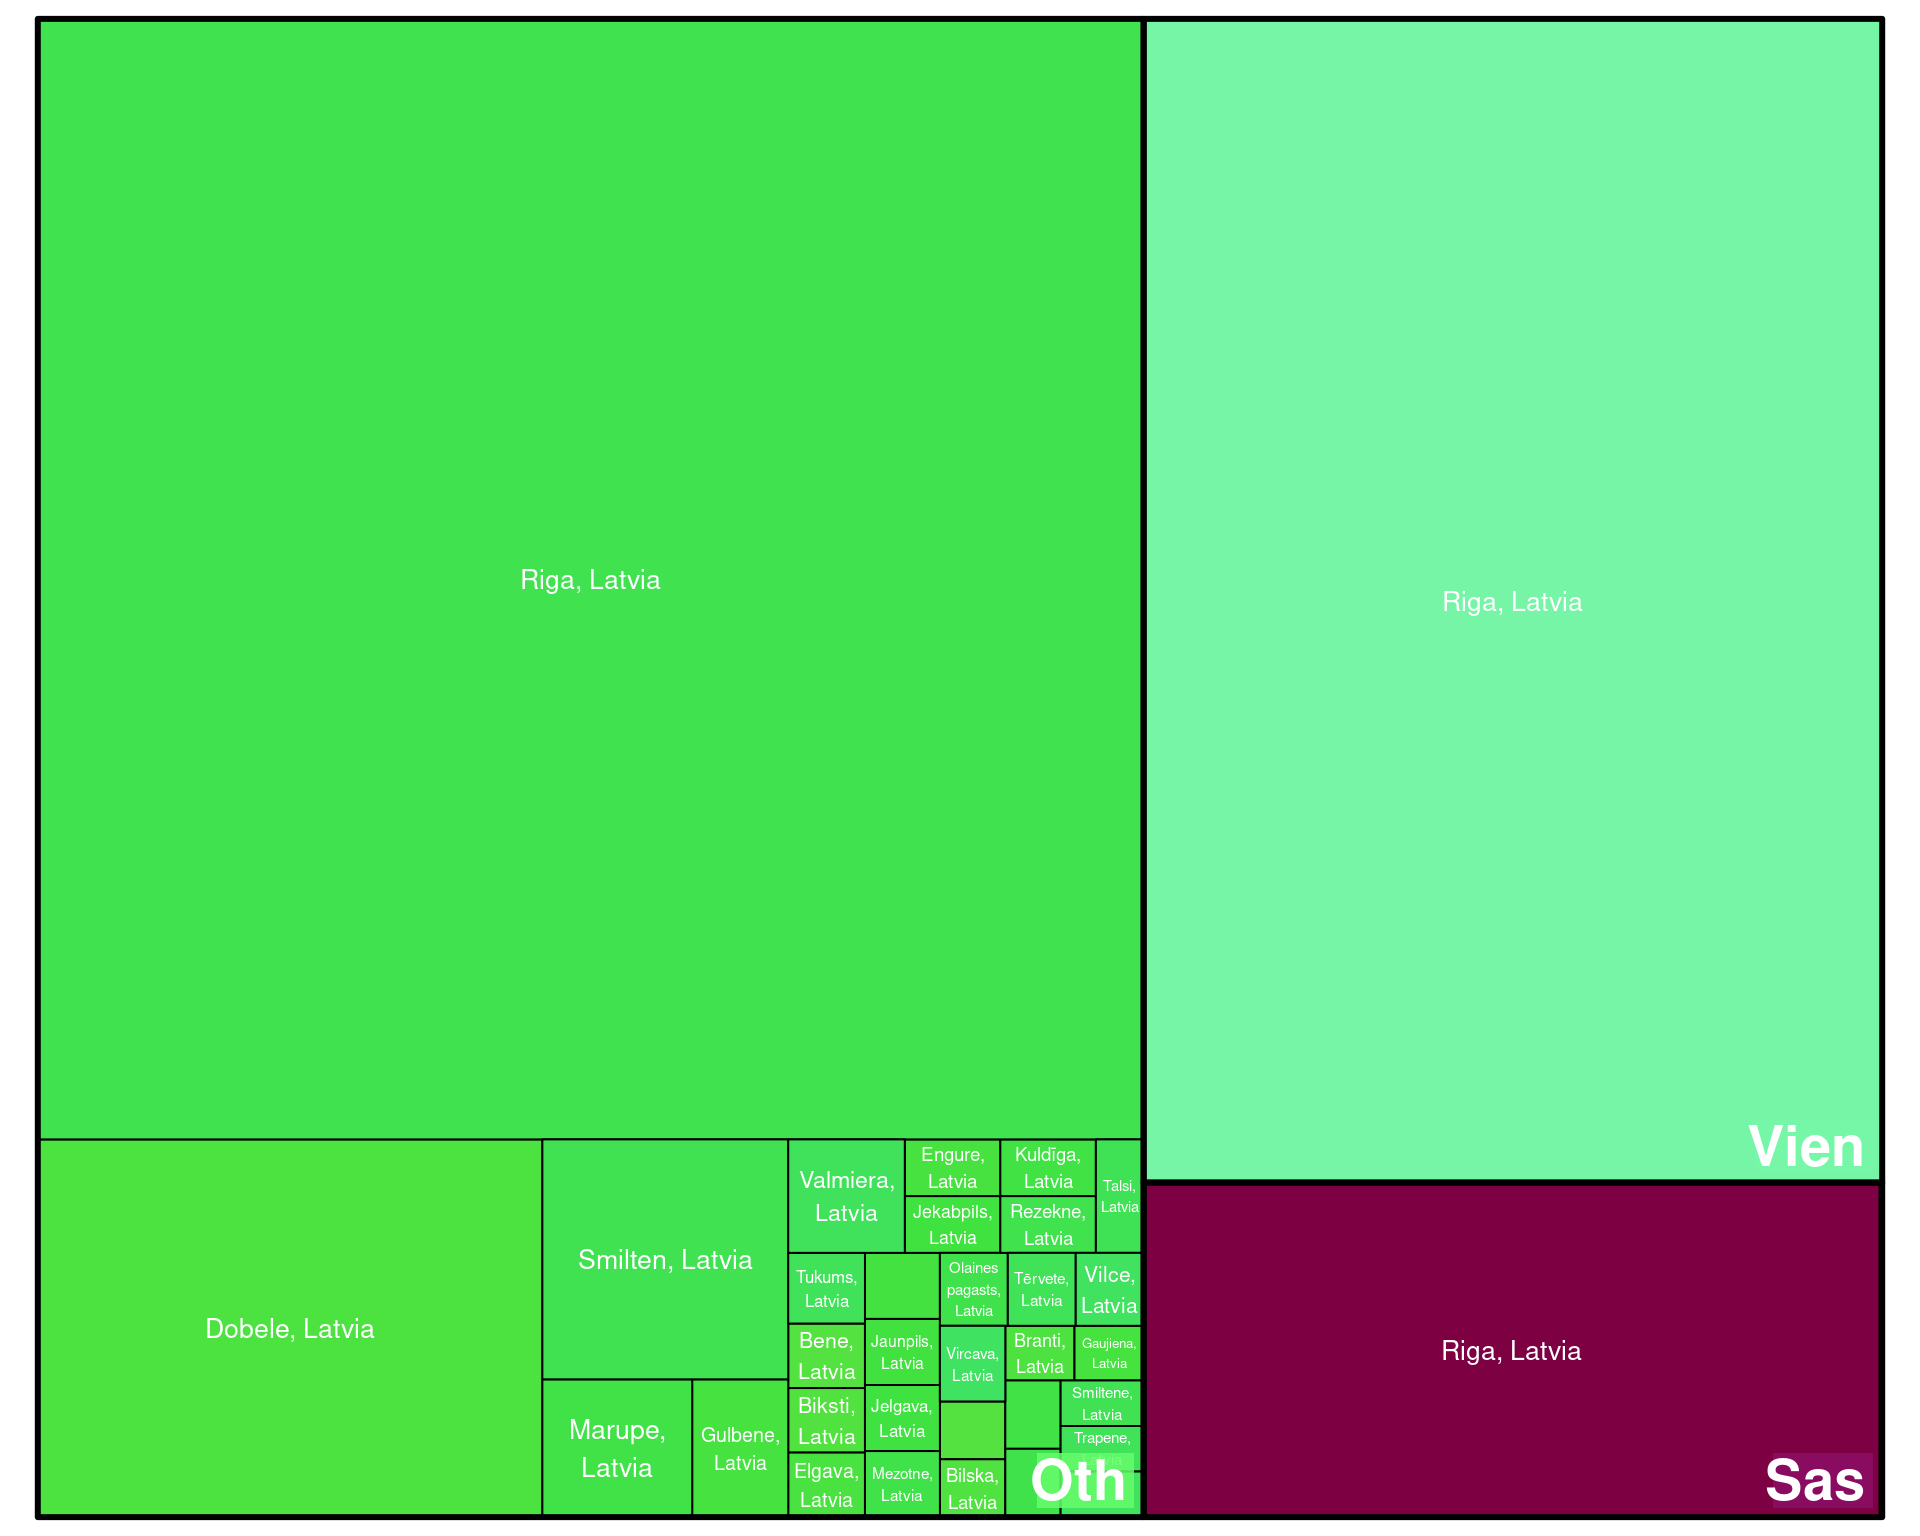 Riga, Latvia
Riga, Latvia
Vien
Dobele, Latvia
Smilten, Latvia
Marupe,
Latvia
Gulbene,
Latvia
Valmiera,
Latvia
Engure,
Latvia
Kuldīga,
Latvia
Jekabpils,
Latvia
Rezekne,
Latvia
Talsi,
Latvia
Tukums,
Latvia
Bene,
Latvia
Biksti,
Latvia
Elgava,
Latvia
Jaunpils,
Latvia
Jelgava,
Latvia
Mezotne,
Latvia
Olaines
pagasts,
Latvia
Tērvete,
Latvia
Vilce,
Latvia
Vircava,
Latvia
Branti,
Latvia
Gaujiena,
Latvia
Smiltene,
Latvia
Trapene,
Bilska,
Latvia
Oth
Riga, Latvia
Sas